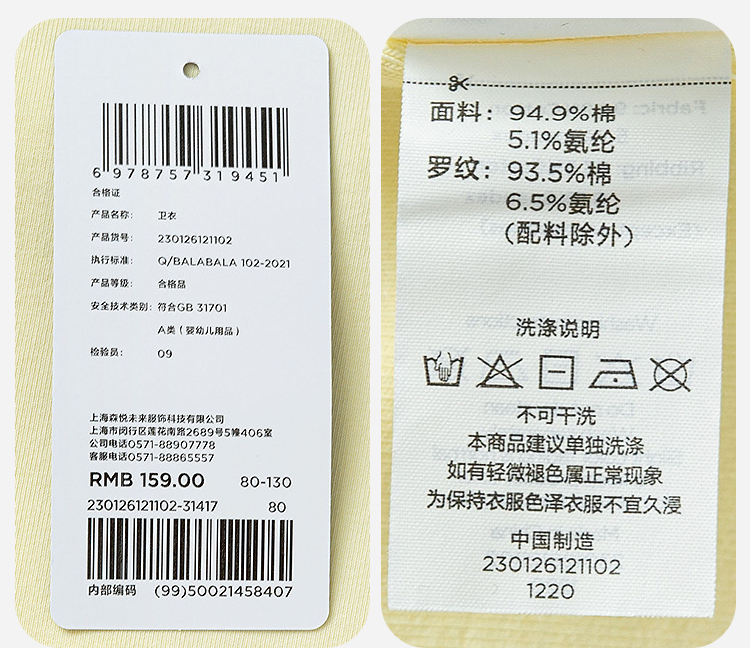 6 978757 319451
合格证
产品名称： 卫衣
产品货号： 230126121102
执行标准： Q/BALABALA 102-2021
产品等级： 合格品
安全技术类别：符合GB 31701
A类（婴幼儿用品）
检验员： 09
上海森悦未来服饰科技有限公司
上海市闵行区莲花南路2689号5幢406室
公司电话0571-88907778
客服电话0571-88865557
RMB 159.00 80-130
230126121102-31417 80
内部编码 (99)50021458407
面料：94.9%棉
5.1%氨纶
罗纹：93.5%棉
6.5%氨纶
(配料除外)
洗涤说明
不可干洗
本商品建议单独洗涤
如有轻微褪色属正常现象
为保持衣服色泽衣服不宜久浸
中国制造
230126121102
1220